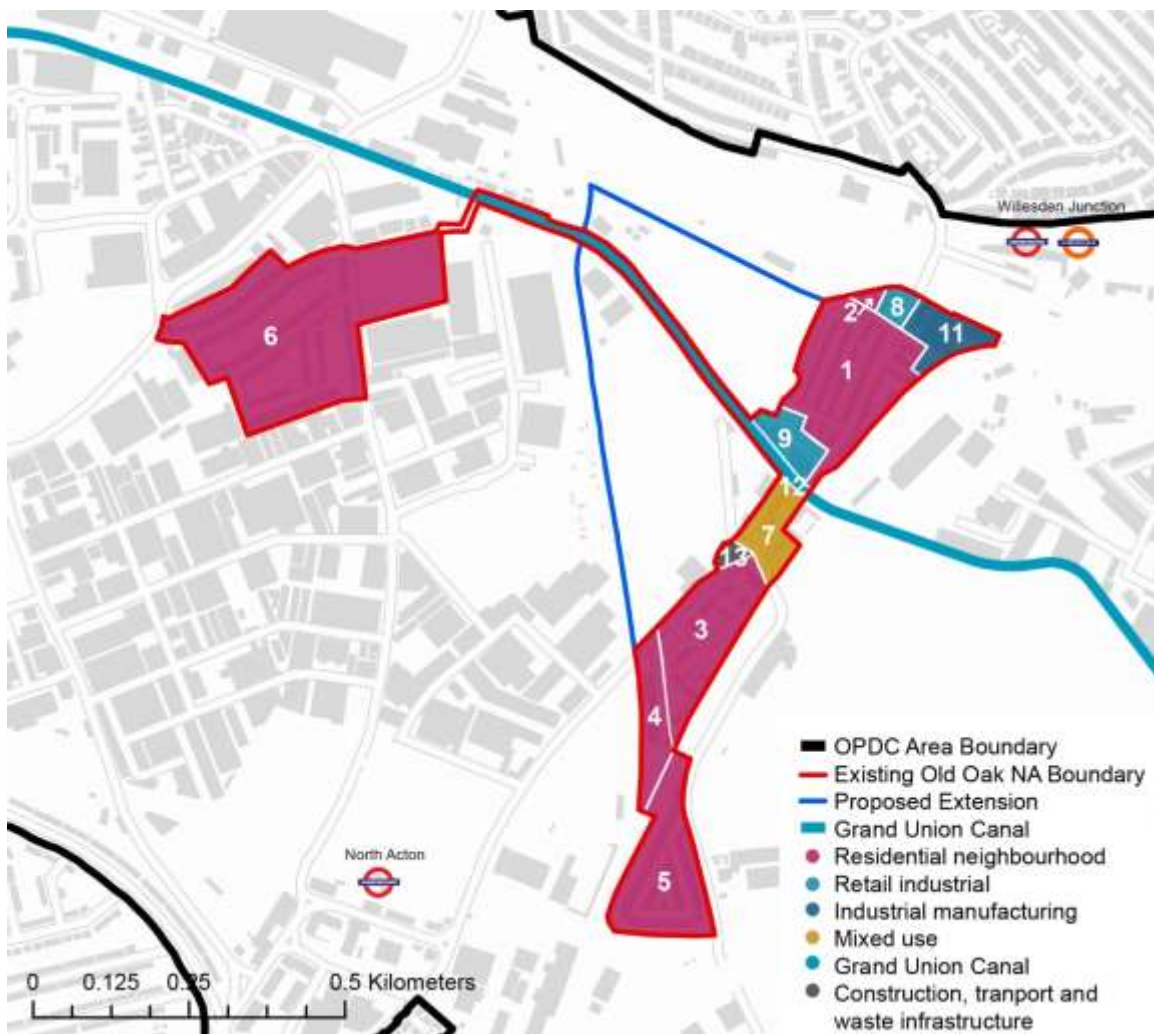 Willesden Junction
2
8
11
6
1
9
12
7
13
3
4
OPDC Area Boundary
Existing Old Oak NA Boundary
Proposed Extension
Grand Union Canal
North Acton
Residential neighbourhood
5
Retail industrial
Industrial manufacturing
Mixed use
Grand Union Canal
0 0.125 0.25 0.5 Kilometers
Construction, tranport and
waste infrastructure